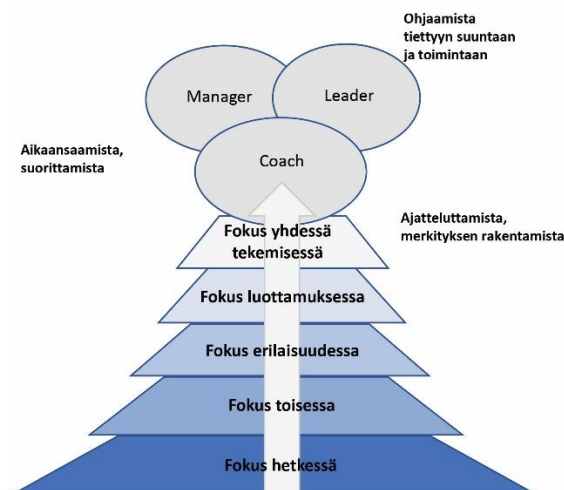 Ohjaamista
tiettyyn suuntaan
ja toimintaan
Manager
Leader
Aikaansaamista,
suorittamista
Coach
Ajatteluttamista,
merkityksen rakentamista
Fokus yhdessä
tekemisessä
Fokus luottamuksessa
Fokus erilaisuudessa
Fokus toisessa
Fokus hetkessä